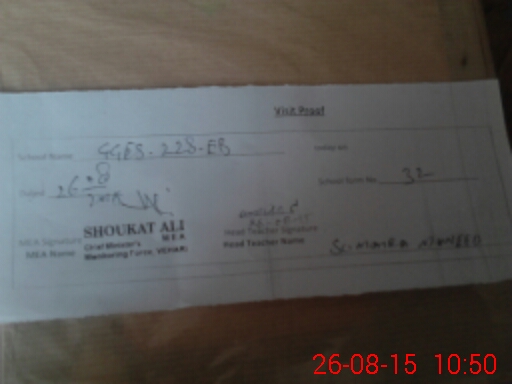 Visit Proof
School Name GGES-228-EB
Dated 26-8
School Form No. 32
SHOUKAT ALI
M.E.A
MEA Signature Chief Minister's Head Teacher Signature
MEA Name Monitoring Force, VEHARI Head Teacher Name
26-08-15 10:50